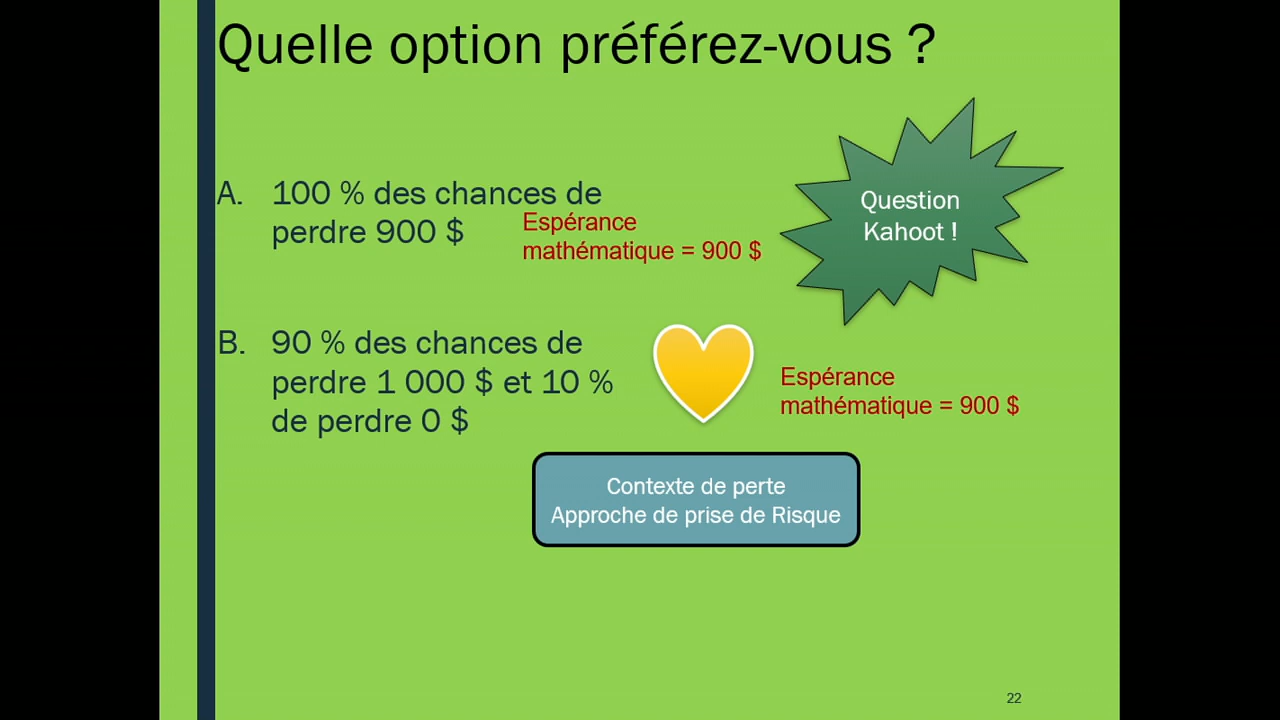 Quelle option préférez-vous ?
A. 100 % des chances de
perdre 900 $
Espérance
mathématique = 900 $
Question
Kahoot !
B. 90 % des chances de
perdre 1 000 $ et 10 %
de perdre 0 $
Espérance
mathématique = 900 $
Contexte de perte
Approche de prise de Risque
22